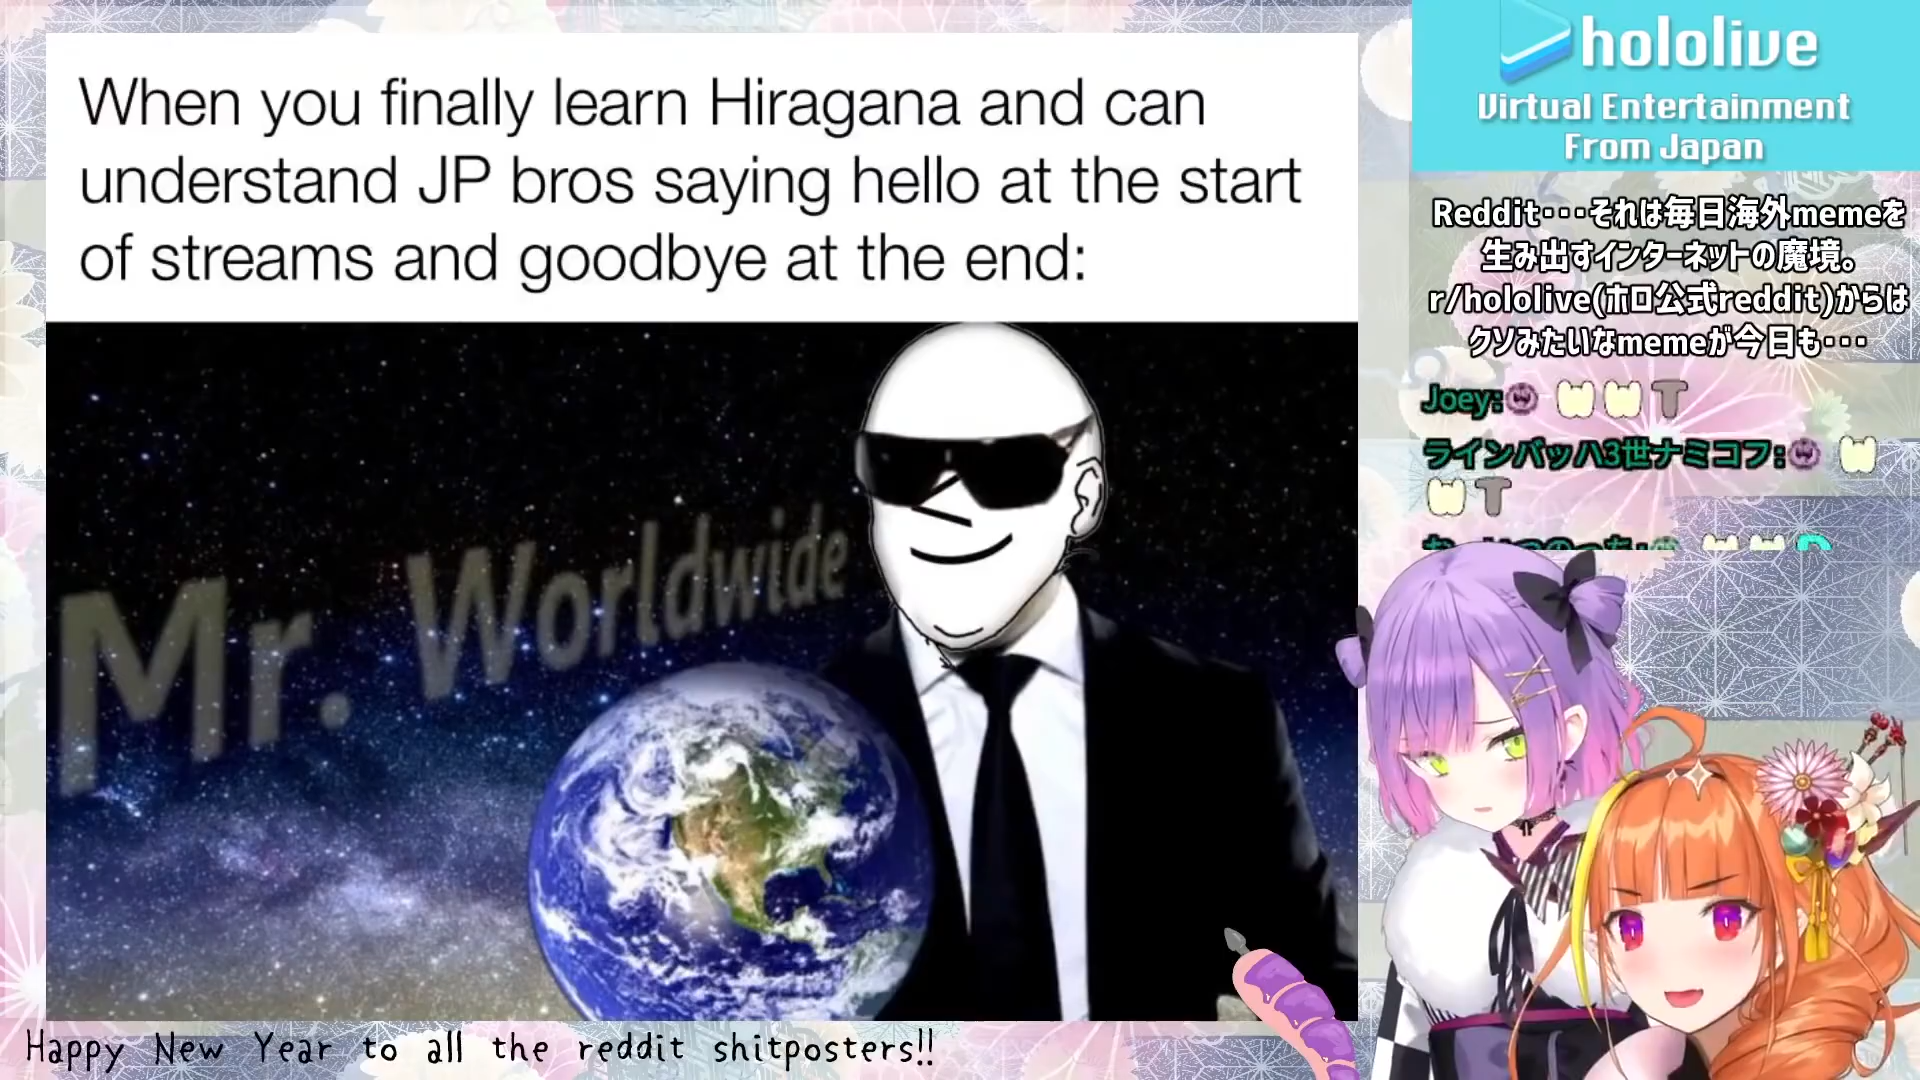 When you finally learn Hiragana and can
understand JP bros saying hello at the start
of streams and goodbye at the end:
Mr. Worldwide
Happy New Year to all the reddit shitposters!!
hololive
Virtual Entertainment
From Japan
Reddit･･･それは毎日海外memeを
生み出すインターネットの魔境。
r/hololive(ホロ公式reddit)からは
クソみたいなmemeが今日も･･･
Joey:
ラインバッハ3世ナミコフ: